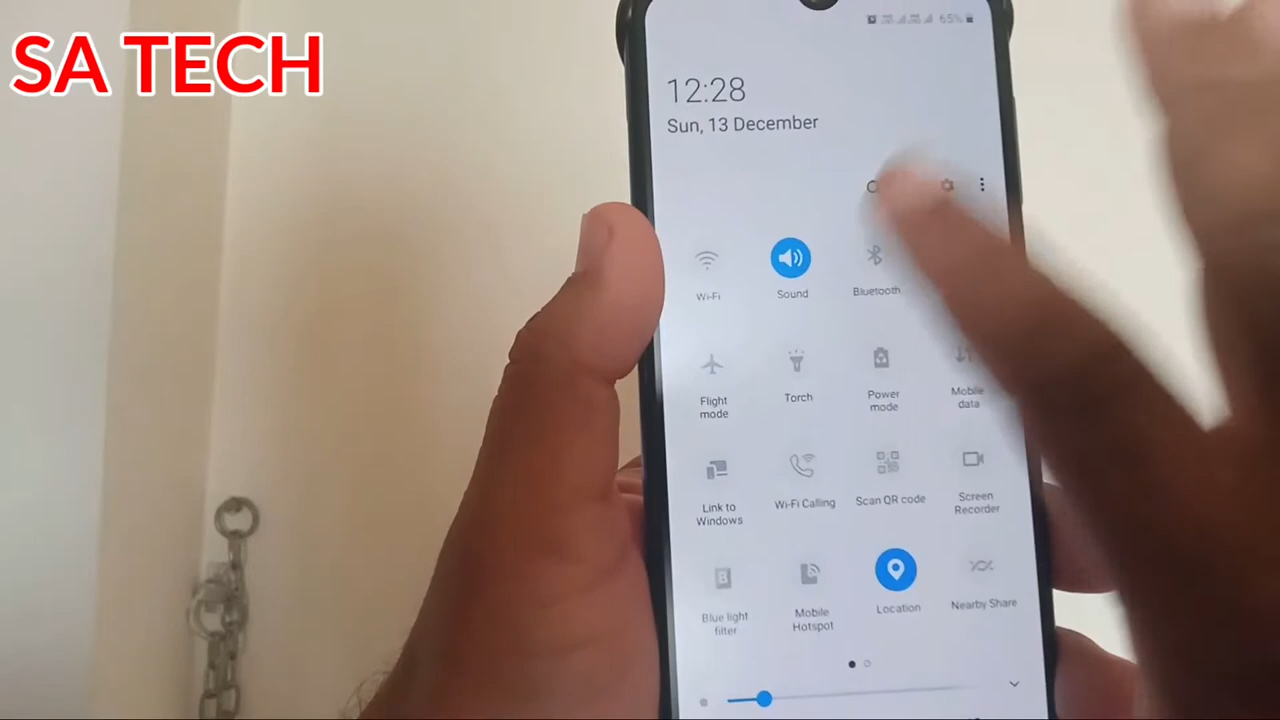 SA TECH
65%
12:28
Sun, 13 December
Wi-Fi
Sound
Bluetooth
Flight
mode
Torch
Power
mode
Mobile
data
Link to
Windows
Wi-Fi Calling
Scan QR code
Screen
Recorder
Blue light
filter
Mobile
Hotspot
Location
Nearby Share